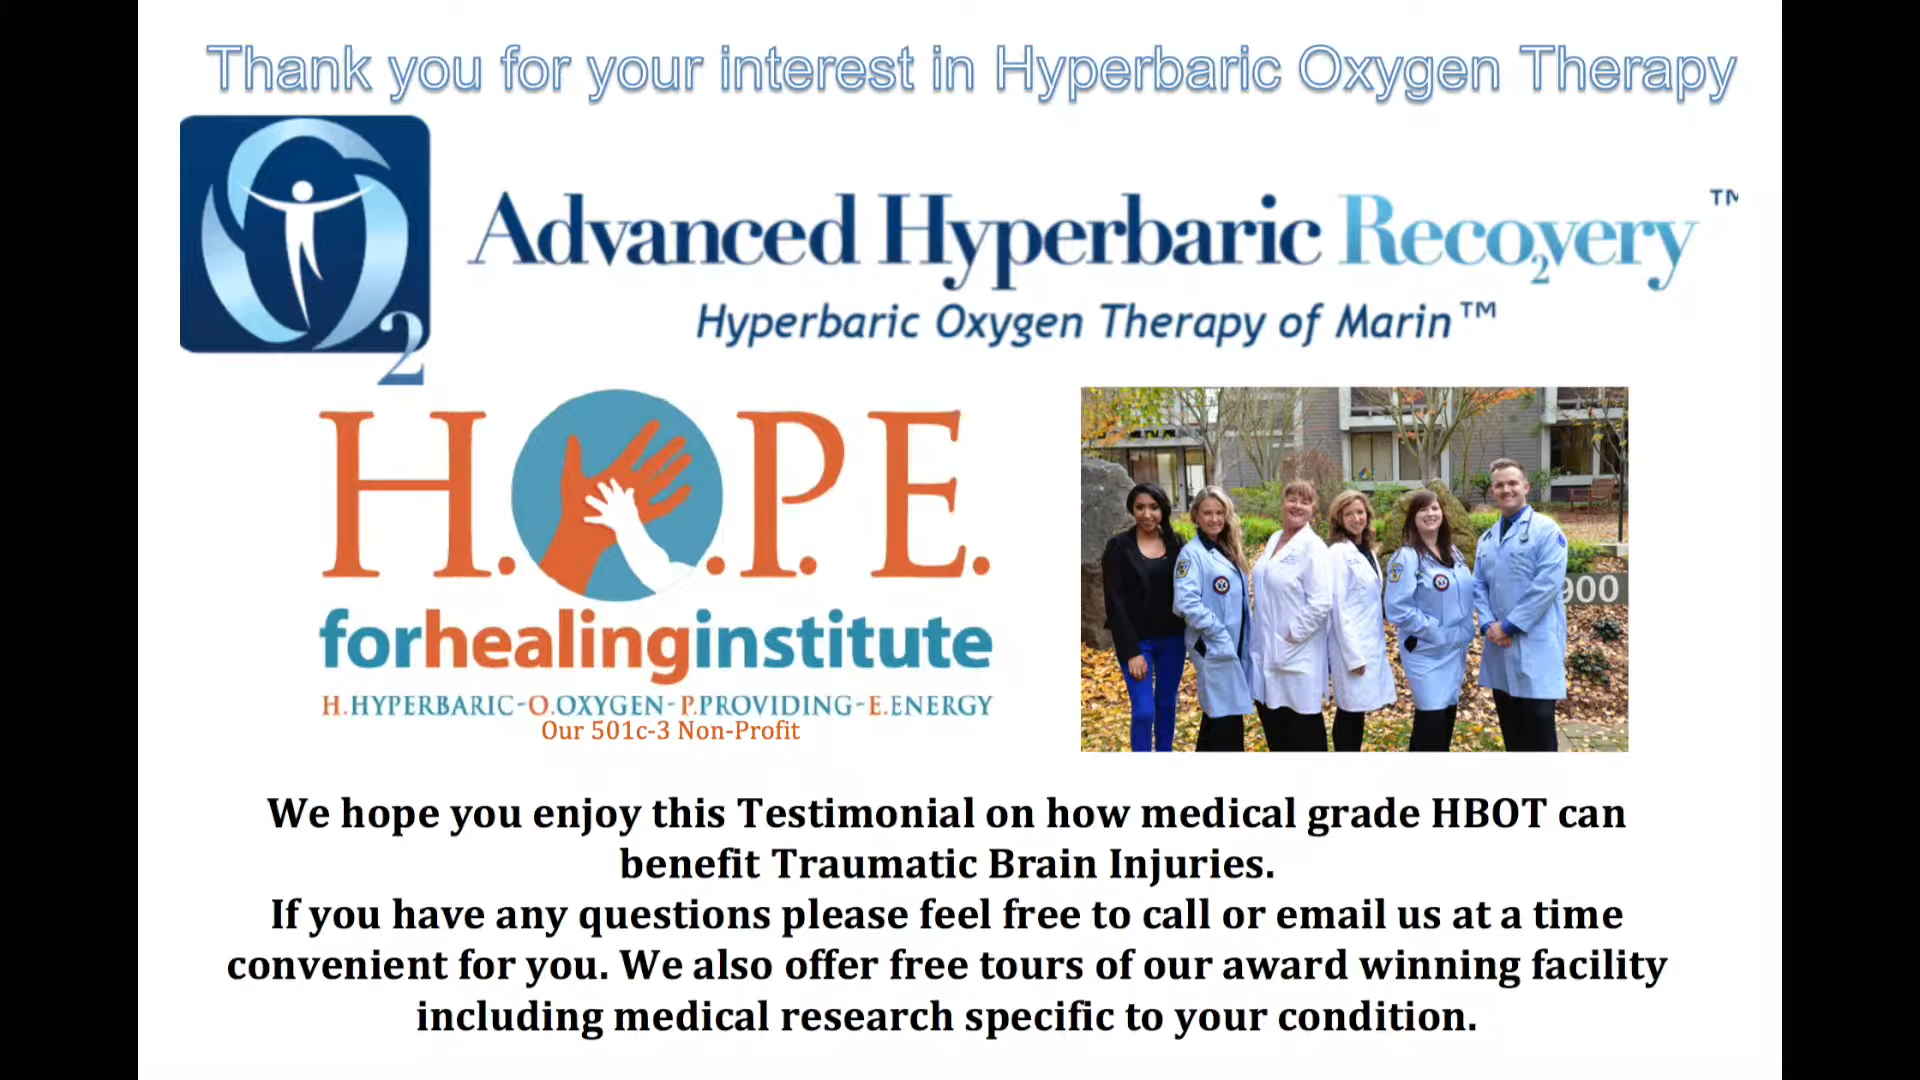 Thank you for your interest in Hyperbaric Oxygen Therapy
O2
Advanced Hyperbaric Reco2very ™
Hyperbaric Oxygen Therapy of Marin™
H.O.P.E.
forhealinginstitute
H.HYPERBARIC-O.OXYGEN-P.PROVIDING-E.ENERGY
Our 501c-3 Non-Profit
900
We hope you enjoy this Testimonial on how medical grade HBOT can
benefit Traumatic Brain Injuries.
If you have any questions please feel free to call or email us at a time
convenient for you. We also offer free tours of our award winning facility
including medical research specific to your condition.